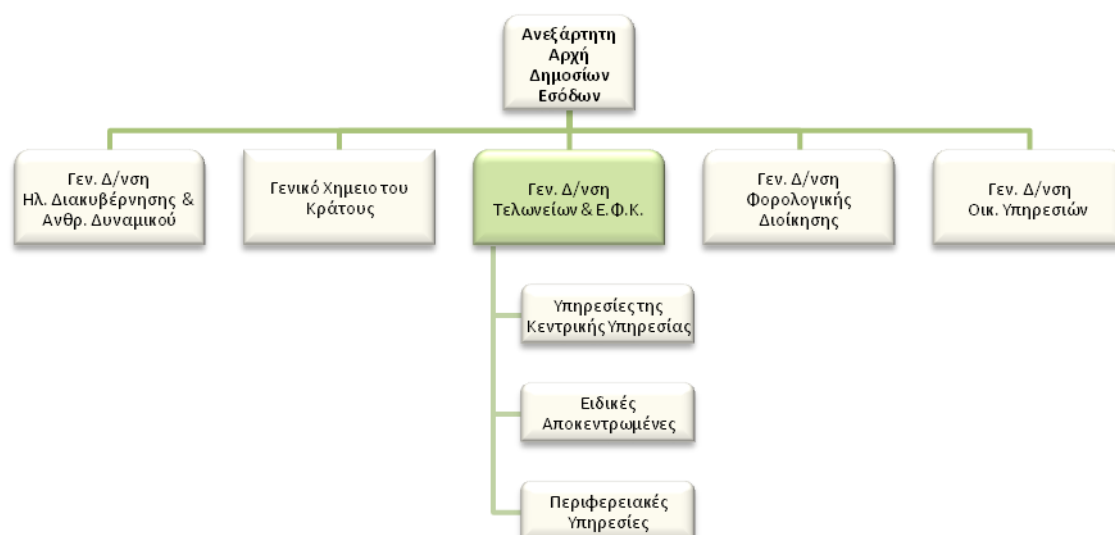 Ανεξάρτητη
Αρχή
Δημοσίων
Εσόδων
Γεν. Δ/νση
Ηλ. Διακυβέρνησης &
Ανθρ. Δυναμικού
Γενικό Χημειο του
Κράτους
Γεν. Δ/νση
Τελωνείων & Ε.Φ.Κ.
Γεν. Δ/νση
Φορολογικής
Διοίκησης
Γεν. Δ/νση
Οικ. Υπηρεσιών
Υπηρεσίες της
Κεντρικής Υπηρεσίας
Ειδικές
Αποκεντρωμένες
Περιφερειακές
Υπηρεσίες